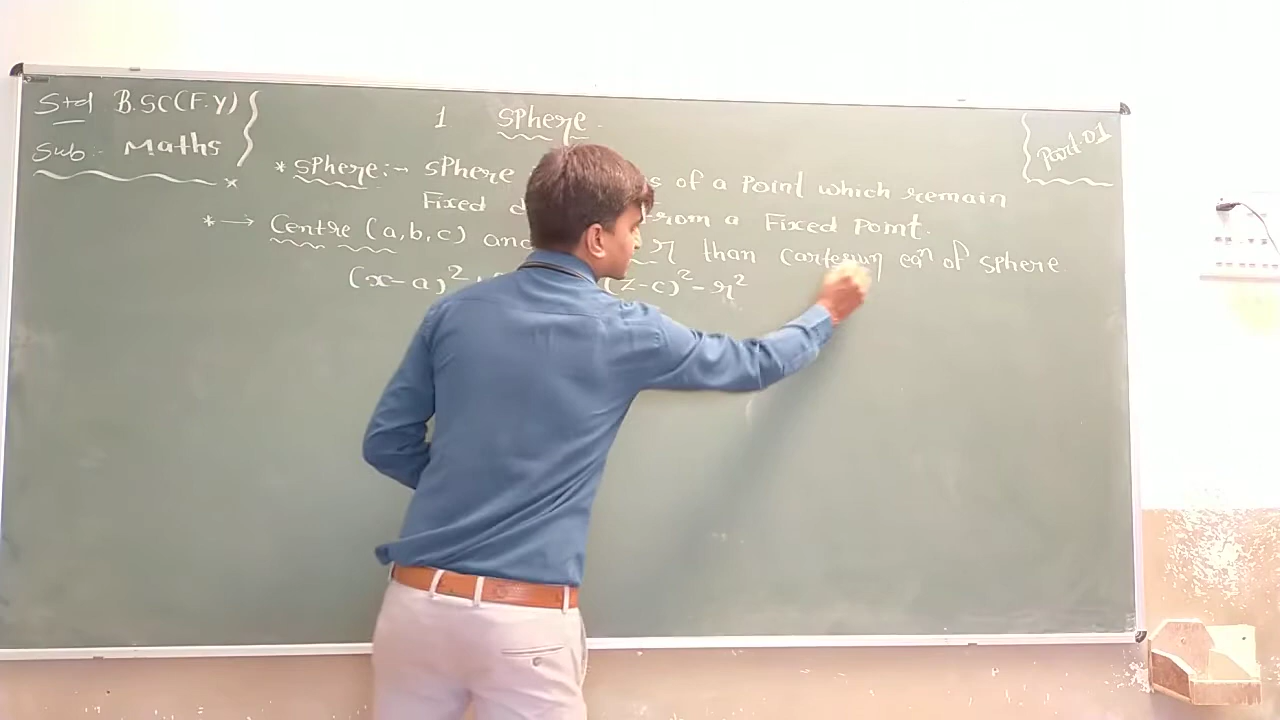 Std B.SC(F.Y)
Sub:- Maths
1 Sphere.
Part:01
* Sphere:- Sphere s of a Point which remain
Fixed d from a Fixed Point.
*→ Centre (a,b,c) and r than cartesian eqn of sphere
(x-a)²+ (z-c)²-r²